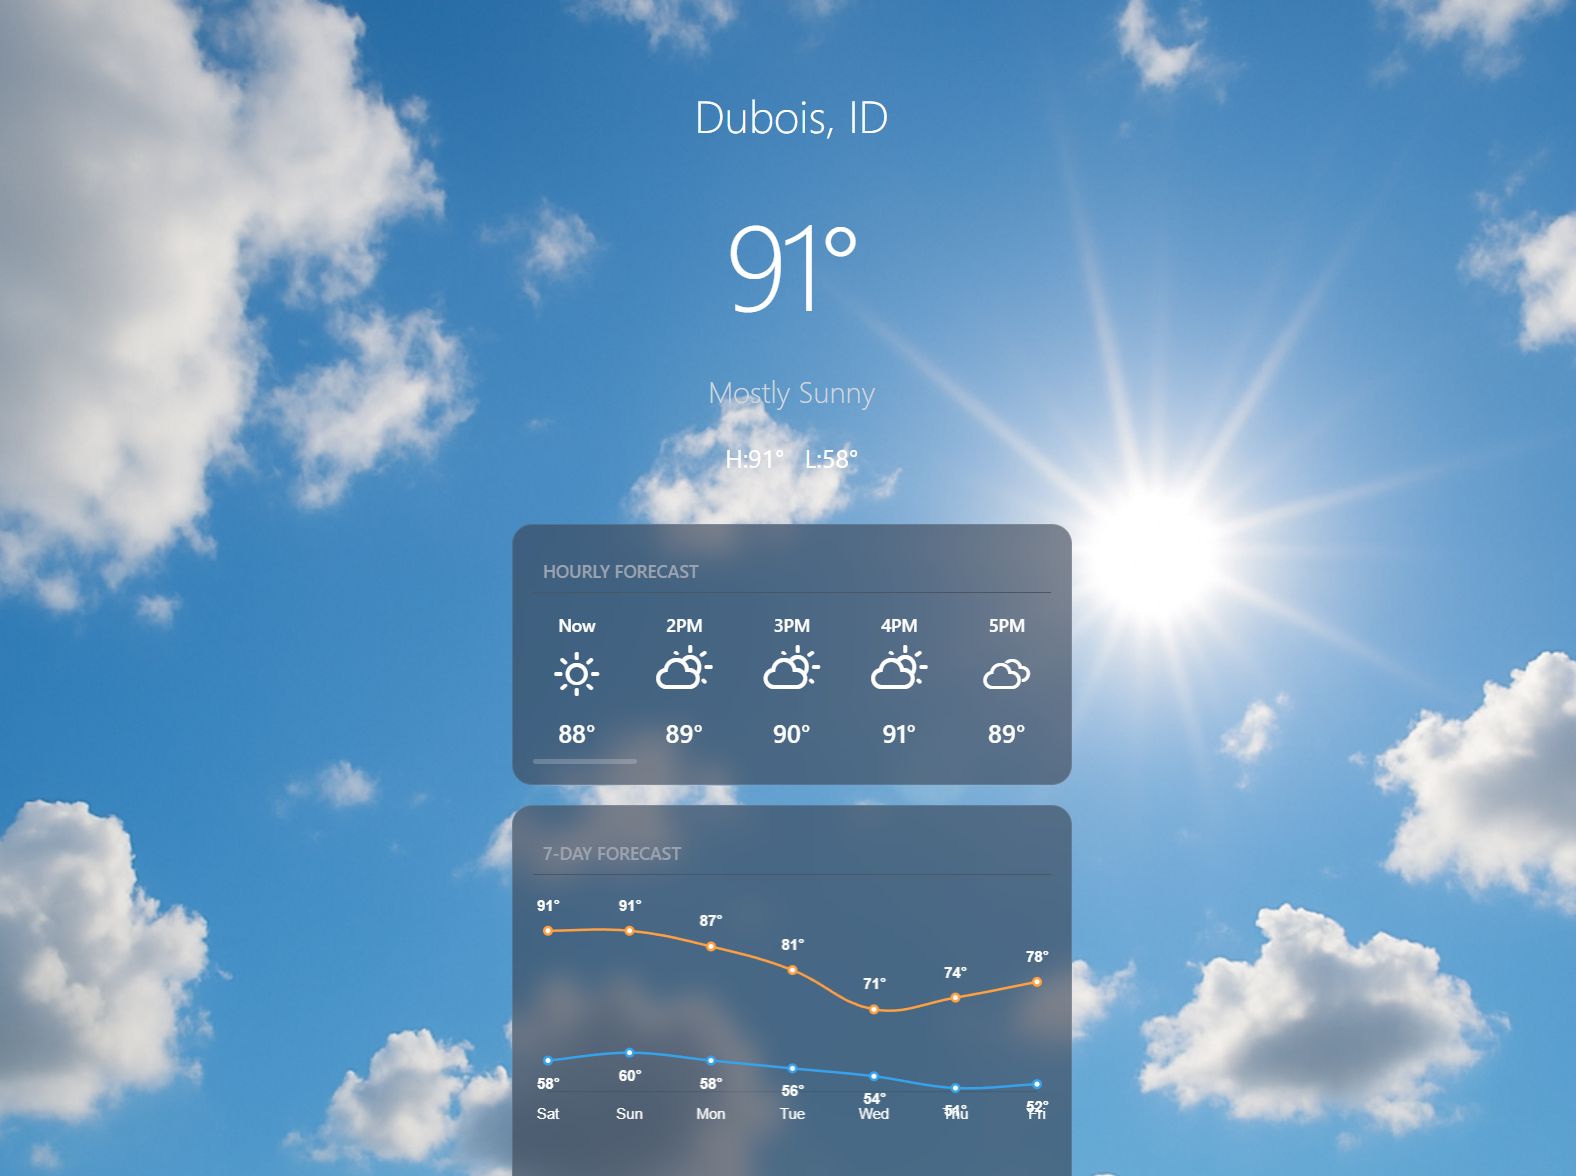 Dubois, ID
91°
Mostly Sunny
H:91° L:58°
HOURLY FORECAST
Now 2PM 3PM 4PM 5PM
88° 89° 90° 91° 89°
7-DAY FORECAST
91° 91° 87° 81° 71° 74° 78°
58° 60° 58° 56° 54° 51° 52°
Sat Sun Mon Tue Wed Thu Fri